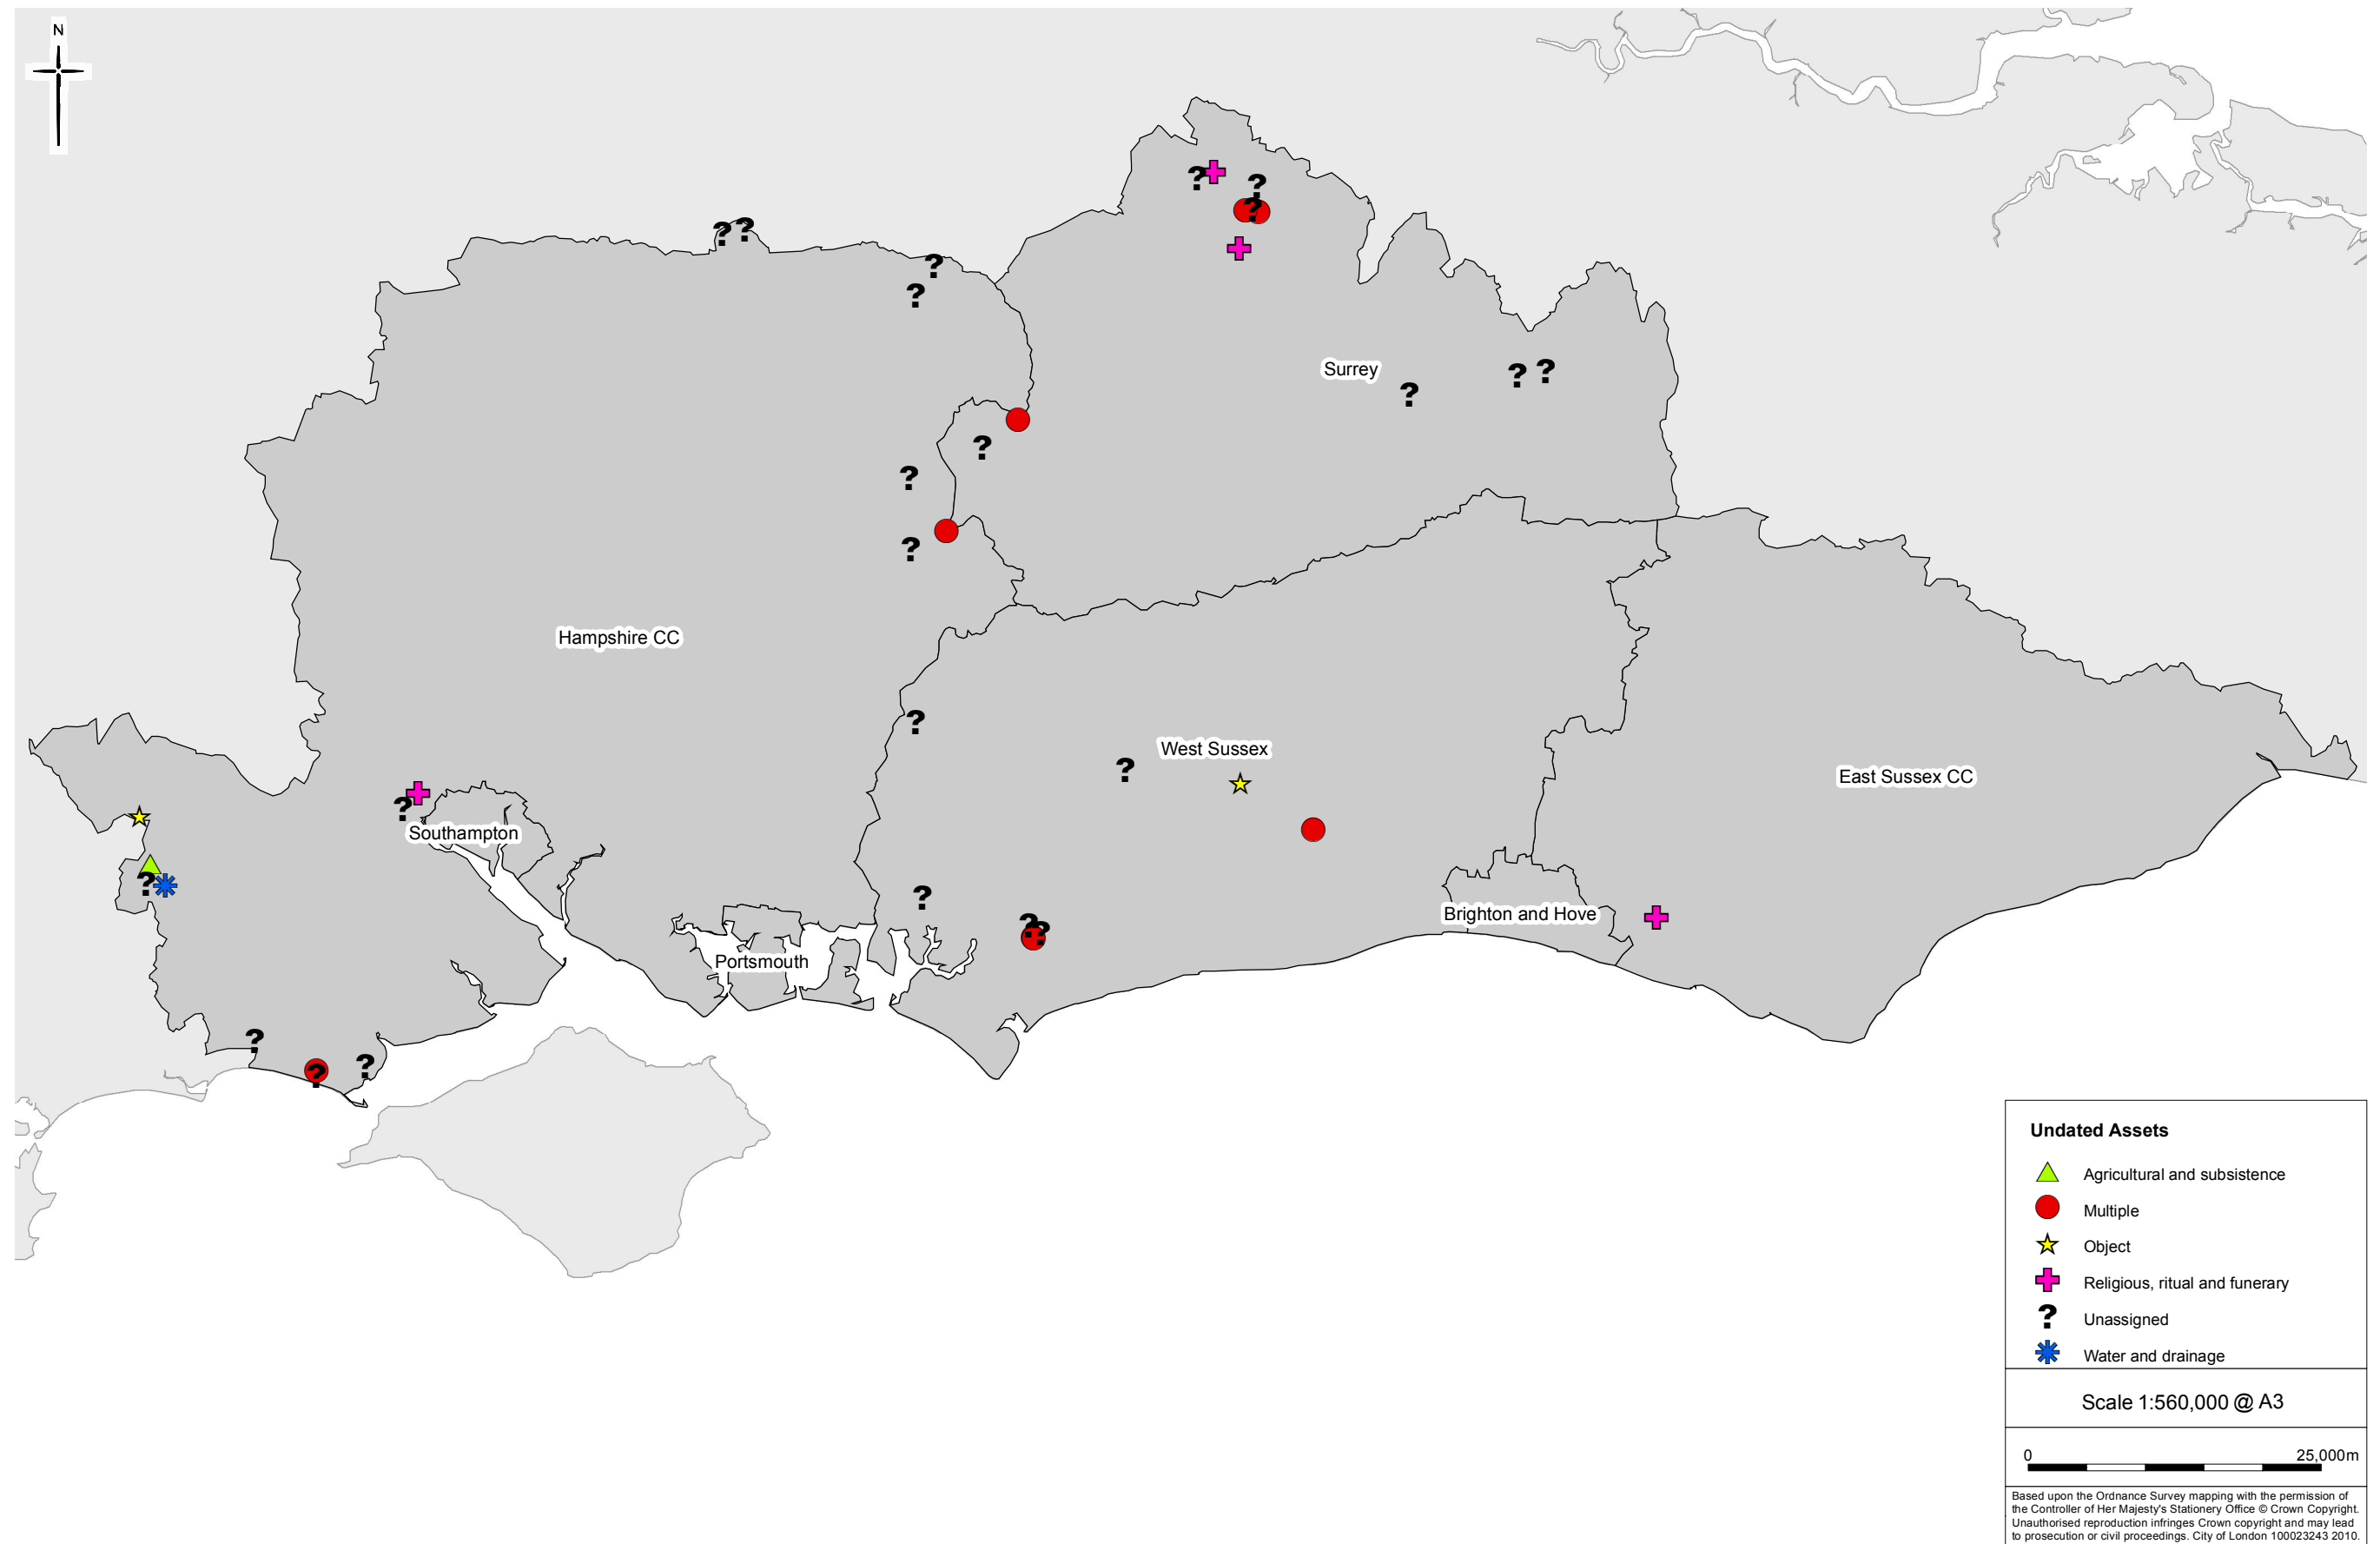 N
Surrey
Hampshire CC
West Sussex
East Sussex CC
Southampton
Brighton and Hove
Portsmouth
Undated Assets
Agricultural and subsistence
Multiple
Object
Religious, ritual and funerary
? Unassigned
Water and drainage
Scale 1:560,000 @ A3
0 25,000m
Based upon the Ordnance Survey mapping with the permission of
the Controller of Her Majesty's Stationery Office © Crown Copyright.
Unauthorised reproduction infringes Crown copyright and may lead
to prosecution or civil proceedings. City of London 100023243 2010.